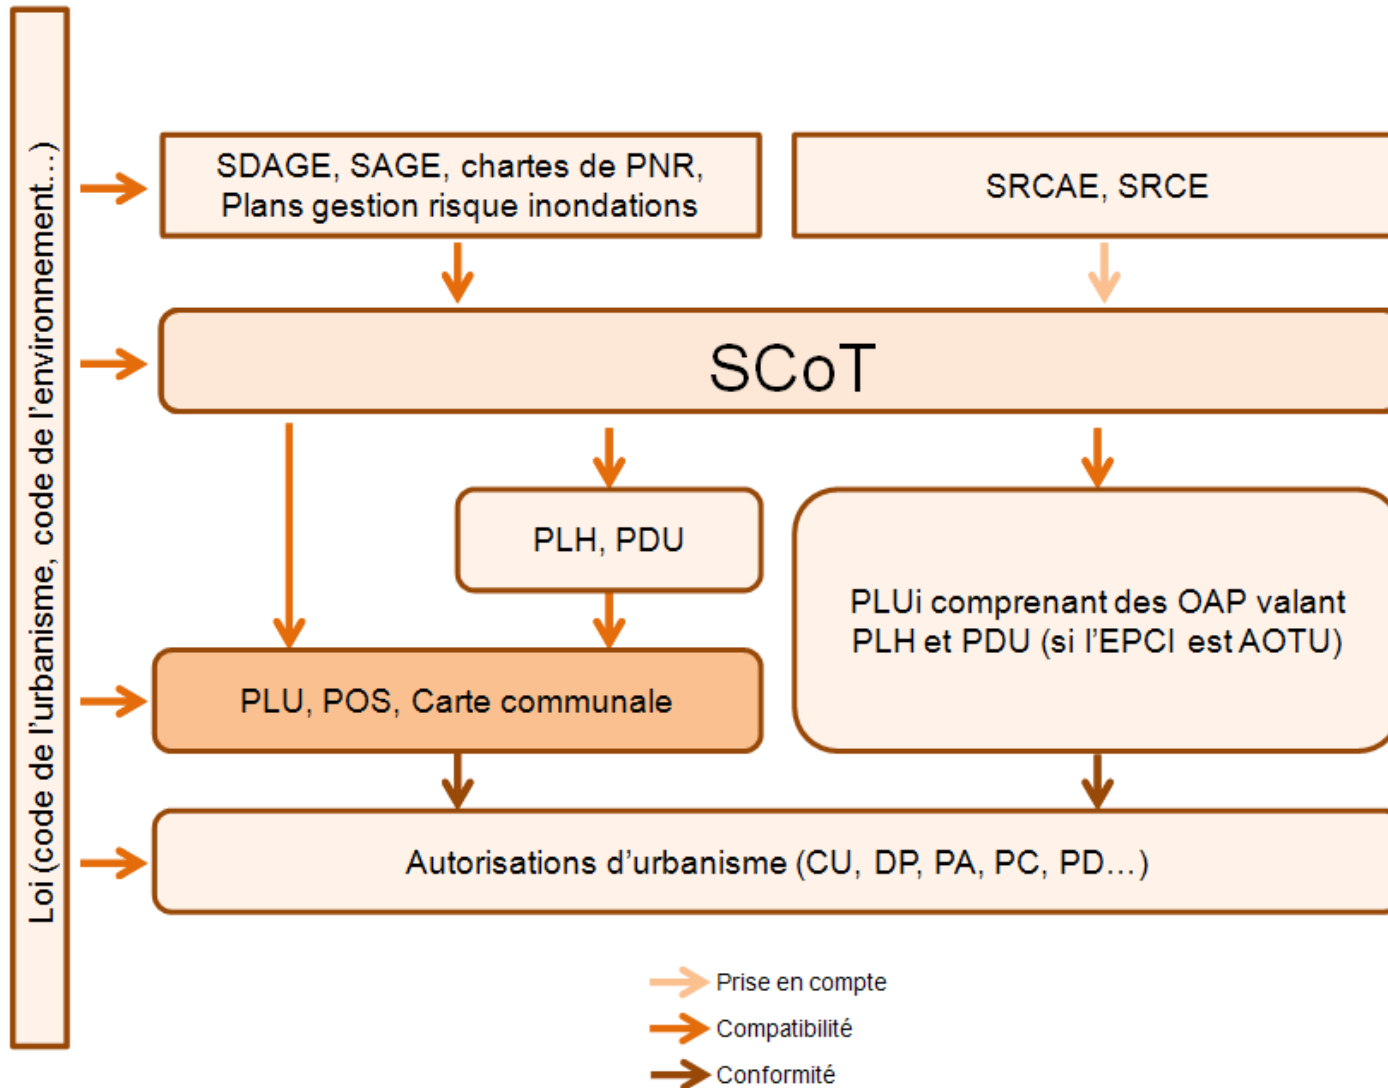 Loi (code de l'urbanisme, code de l'environnement...)
SDAGE, SAGE, chartes de PNR,
Plans gestion risque inondations
SRCAE, SRCE
SCoT
PLH, PDU
PLUi comprenant des OAP valant
PLH et PDU (si l'EPCI est AOTU)
PLU, POS, Carte communale
Autorisations d'urbanisme (CU, DP, PA, PC, PD...)
Prise en compte
Compatibilité
Conformité